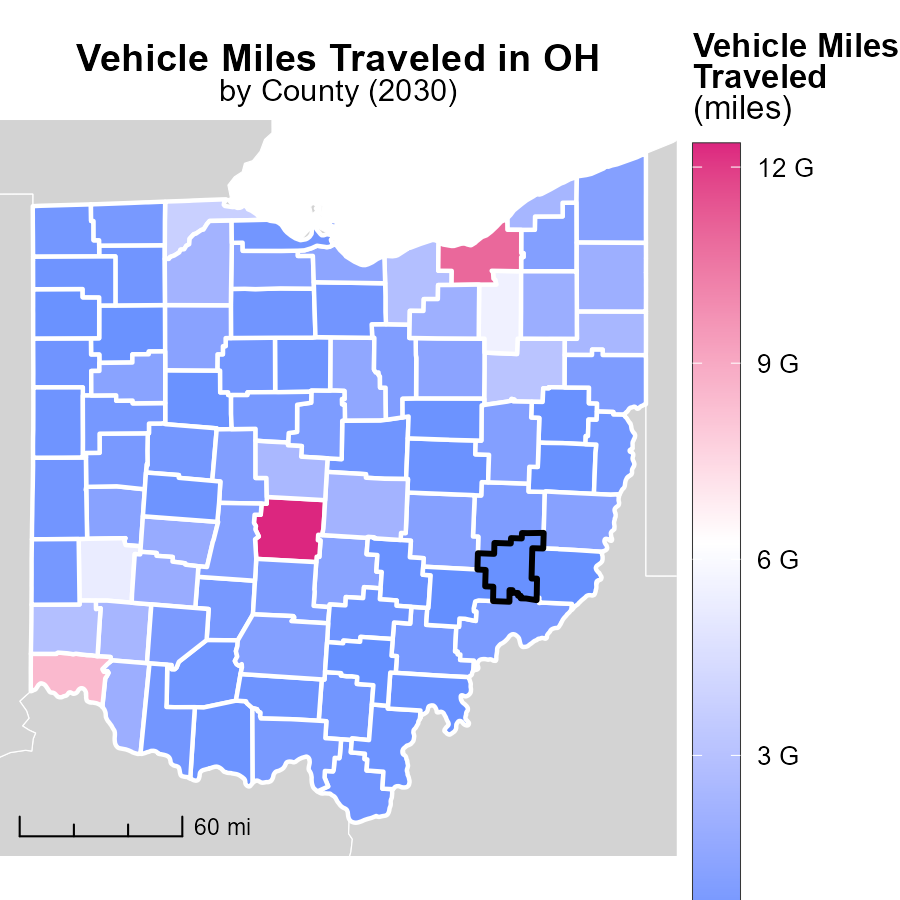 Vehicle Miles Traveled in OH
by County (2030)
Vehicle Miles
Traveled
(miles)
12 G
9 G
6 G
3 G
60 mi